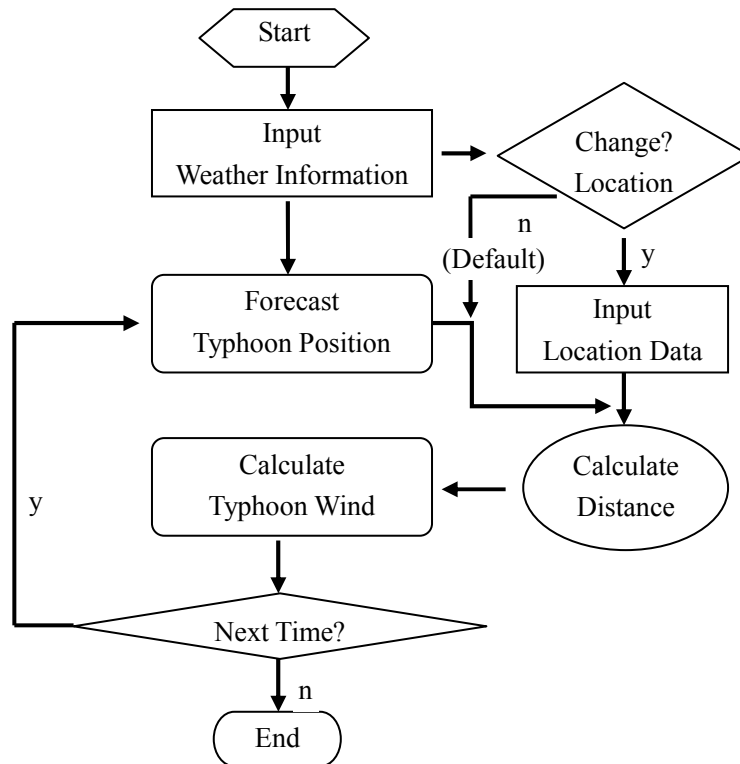 Start
Input
Weather Information
Change?
Location
n
(Default)
y
Forecast
Typhoon Position
Input
Location Data
Calculate
Typhoon Wind
Calculate
Distance
y
Next Time?
n
End